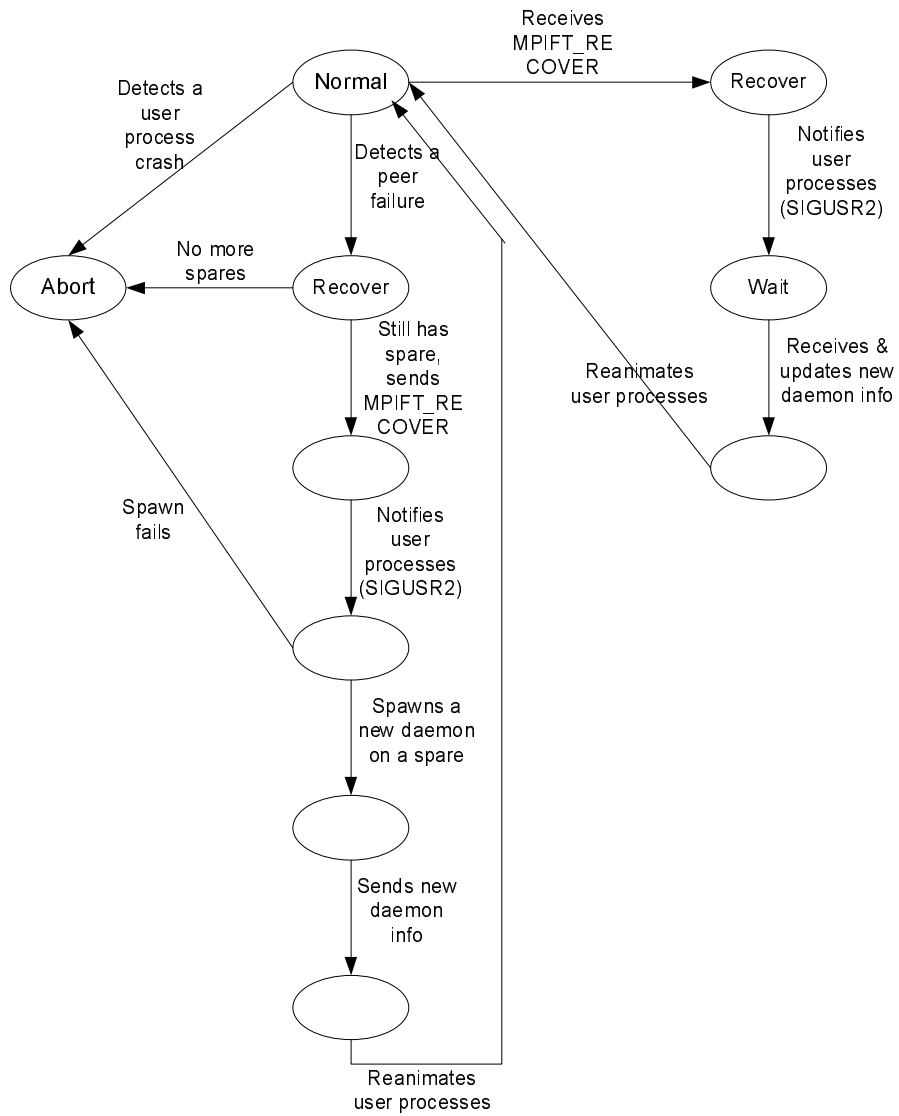 Receives
MPIFT_RE
COVER
Normal
Recover
Detects a
user
process
crash
Detects a
peer
failure
Notifies
user
processes
(SIGUSR2)
No more
spares
Abort
Recover
Wait
Still has
spare,
sends
MPIFT_RE
COVER
Receives &
updates new
daemon info
Reanimates
user processes
Spawn
fails
Notifies
user
processes
(SIGUSR2)
Spawns a
new daemon
on a spare
Sends new
daemon
info
Reanimates
user processes